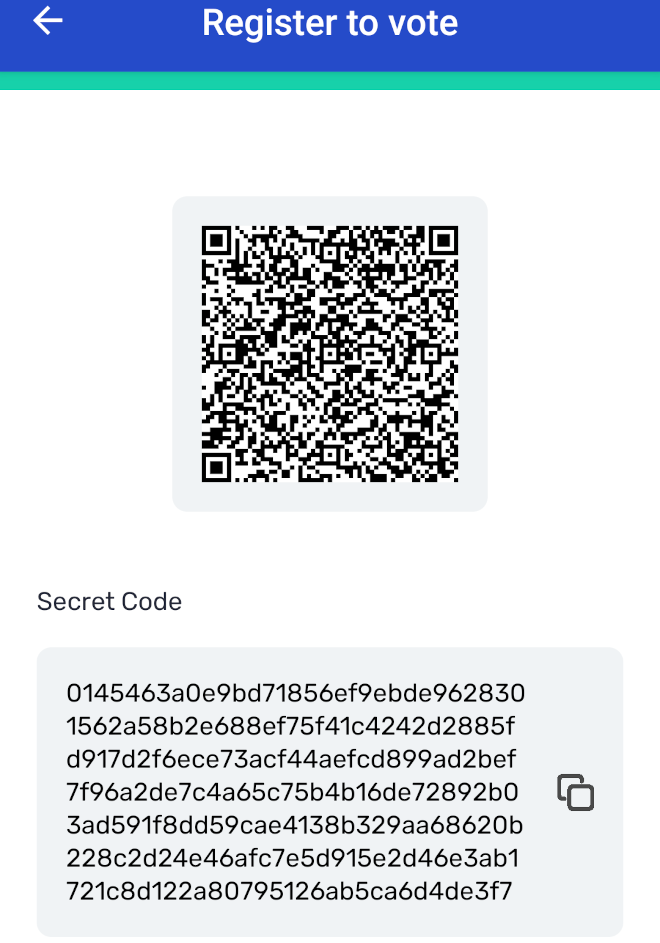 Register to vote
Secret Code
0145463a0e9bd71856ef9ebde962830
1562a58b2e688ef75f41c4242d2885f
d917d2f6ece73acf44aefcd899ad2bef
7f96a2de7c4a65c75b4b16de72892b0
3ad591f8dd59cae4138b329aa68620b
228c2d24e46afc7e5d915e2d46e3ab1
721c8d122a80795126ab5ca6d4de3f7